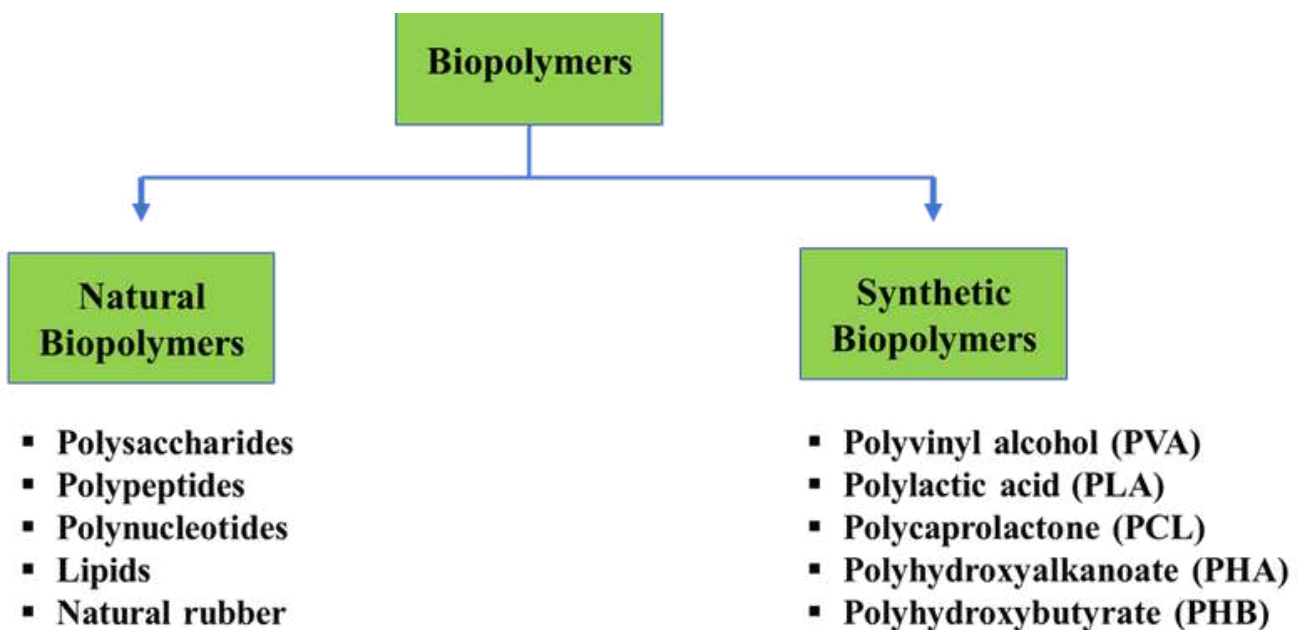 Biopolymers
Natural
Biopolymers
▪ Polysaccharides
▪ Polypeptides
▪ Polynucleotides
▪ Lipids
▪ Natural rubber
Synthetic
Biopolymers
▪ Polyvinyl alcohol (PVA)
▪ Polylactic acid (PLA)
▪ Polycaprolactone (PCL)
▪ Polyhydroxyalkanoate (PHA)
▪ Polyhydroxybutyrate (PHB)